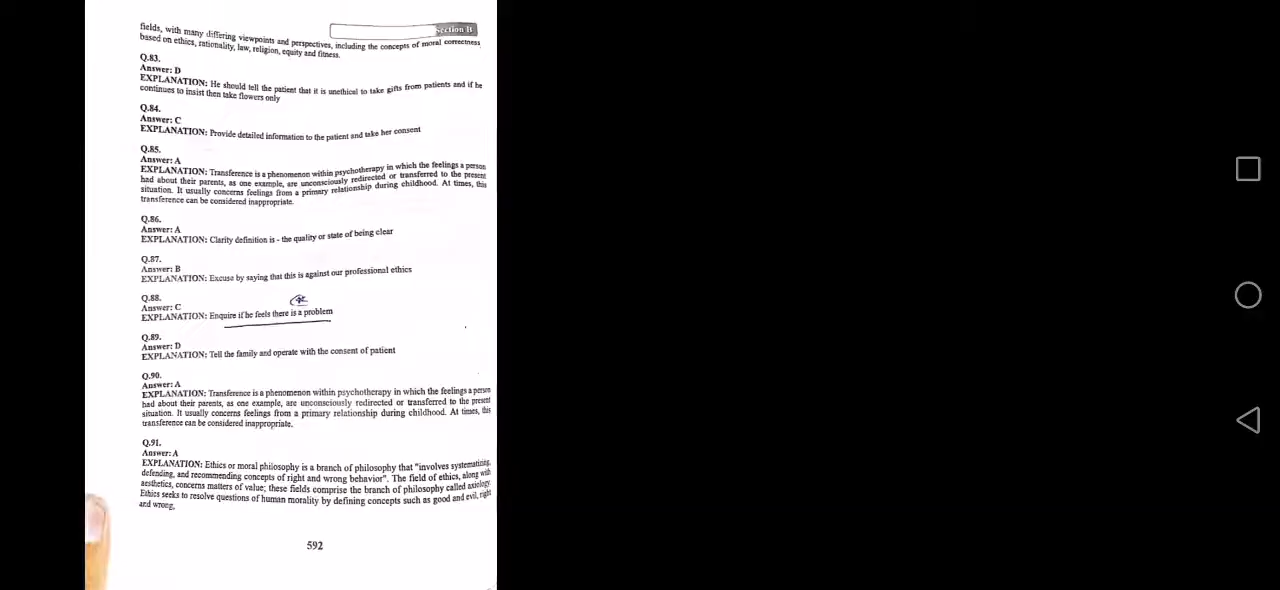 Section B
fields, with many differing viewpoints and perspectives, including the concepts of moral correctness
based on ethics, rationality, law, religion, equity and fitness.
Q.83.
Answer: D
EXPLANATION: He should tell the patient that it is unethical to take gifts from patients and if he
continues to insist then take flowers only
Q.84.
Answer: C
EXPLANATION: Provide detailed information to the patient and take her consent
Q.85.
Answer: A
EXPLANATION: Transference is a phenomenon within psychotherapy in which the feelings a person
had about their parents, as one example, are unconsciously redirected or transferred to the present
situation. It usually concerns feelings from a primary relationship during childhood. At times, this
transference can be considered inappropriate.
Q.86.
Answer: A
EXPLANATION: Clarity definition is - the quality or state of being clear
Q.87.
Answer: B
EXPLANATION: Excuse by saying that this is against our professional ethics
Q.88.
Answer: C
EXPLANATION: Enquire if he feels there is a problem
Q.89.
Answer: D
EXPLANATION: Tell the family and operate with the consent of patient
Q.90.
Answer: A
EXPLANATION: Transference is a phenomenon within psychotherapy in which the feelings a person
had about their parents, as one example, are unconsciously redirected or transferred to the present
situation. It usually concerns feelings from a primary relationship during childhood. At times, this
transference can be considered inappropriate.
Q.91.
Answer: A
EXPLANATION: Ethics or moral philosophy is a branch of philosophy that "involves systematizing,
defending, and recommending concepts of right and wrong behavior". The field of ethics, along with
aesthetics, concerns matters of value; these fields comprise the branch of philosophy called axiology.
Ethics seeks to resolve questions of human morality by defining concepts such as good and evil, right
and wrong,
592